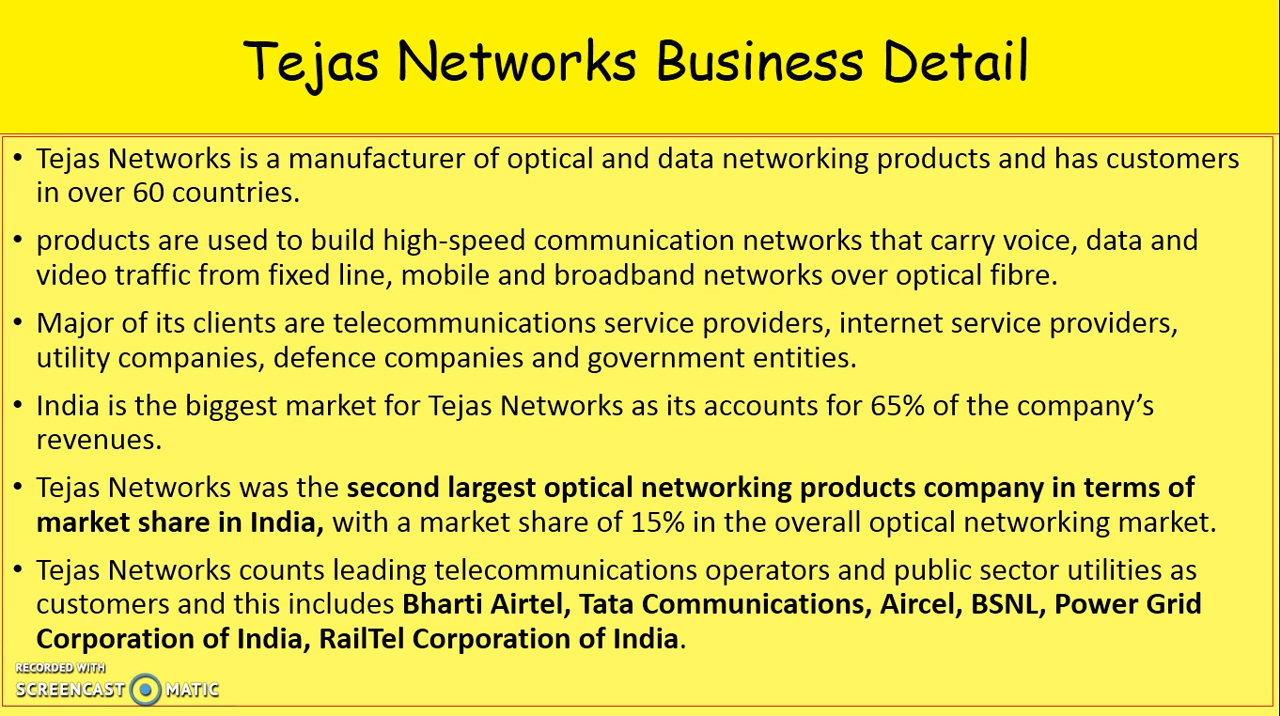 Tejas Networks Business Detail
• Tejas Networks is a manufacturer of optical and data networking products and has customers
in over 60 countries.
• products are used to build high-speed communication networks that carry voice, data and
video traffic from fixed line, mobile and broadband networks over optical fibre.
• Major of its clients are telecommunications service providers, internet service providers,
utility companies, defence companies and government entities.
• India is the biggest market for Tejas Networks as its accounts for 65% of the company’s
revenues.
• Tejas Networks was the second largest optical networking products company in terms of
market share in India, with a market share of 15% in the overall optical networking market.
• Tejas Networks counts leading telecommunications operators and public sector utilities as
customers and this includes Bharti Airtel, Tata Communications, Aircel, BSNL, Power Grid
Corporation of India, RailTel Corporation of India.
RECORDED WITH
SCREENCAST MATIC